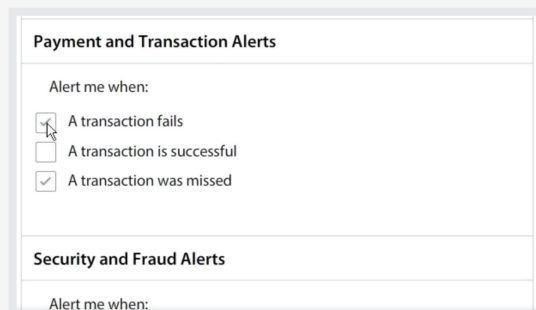 Payment and Transaction Alerts
Alert me when:
A transaction fails
A transaction is successful
A transaction was missed
Security and Fraud Alerts
Alert me when: